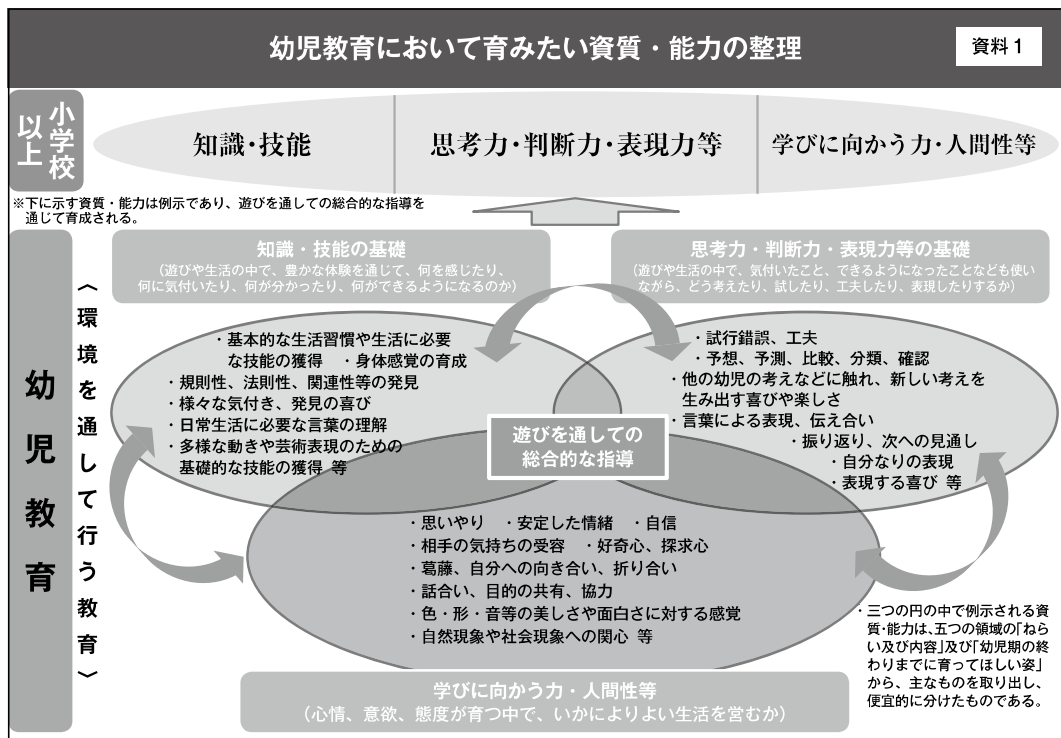 幼児教育において育みたい資質・能力の整理
資料1
小学校
以上
知識・技能
思考力・判断力・表現力等
学びに向かう力・人間性等
※下に示す資質・能力は例示であり、遊びを通しての総合的な指導を
通じて育成される。
幼児教育
〈環境を通して行う教育〉
知識・技能の基礎
(遊びや生活の中で、豊かな体験を通じて、何を感じたり、
何に気付いたり、何が分かったり、何ができるようになるのか)
思考力・判断力・表現力等の基礎
(遊びや生活の中で、気付いたこと、できるようになったことなども使い
ながら、どう考えたり、試したり、工夫したり、表現したりするか)
・基本的な生活習慣や生活に必要
な技能の獲得 ・身体感覚の育成
・規則性、法則性、関連性等の発見
・様々な気付き、発見の喜び
・日常生活に必要な言葉の理解
・多様な動きや芸術表現のための
基礎的な技能の獲得 等
・試行錯誤、工夫
・予想、予測、比較、分類、確認
・他の幼児の考えなどに触れ、新しい考えを
生み出す喜びや楽しさ
・言葉による表現、伝え合い
・振り返り、次への見通し
・自分なりの表現
・表現する喜び 等
遊びを通しての
総合的な指導
・思いやり ・安定した情緒 ・自信
・相手の気持ちの受容 ・好奇心、探求心
・葛藤、自分への向き合い、折り合い
・話合い、目的の共有、協力
・色・形・音等の美しさや面白さに対する感覚
・自然現象や社会現象への関心 等
学びに向かう力・人間性等
(心情、意欲、態度が育つ中で、いかによりよい生活を営むか)
・三つの円の中で例示される
資質・能力は、五つの領域の「ねら
い及び内容」及び「幼児期の終
わりまでに育ってほしい姿」
から、主なものを取り出し、
便宜的に分けたものである。